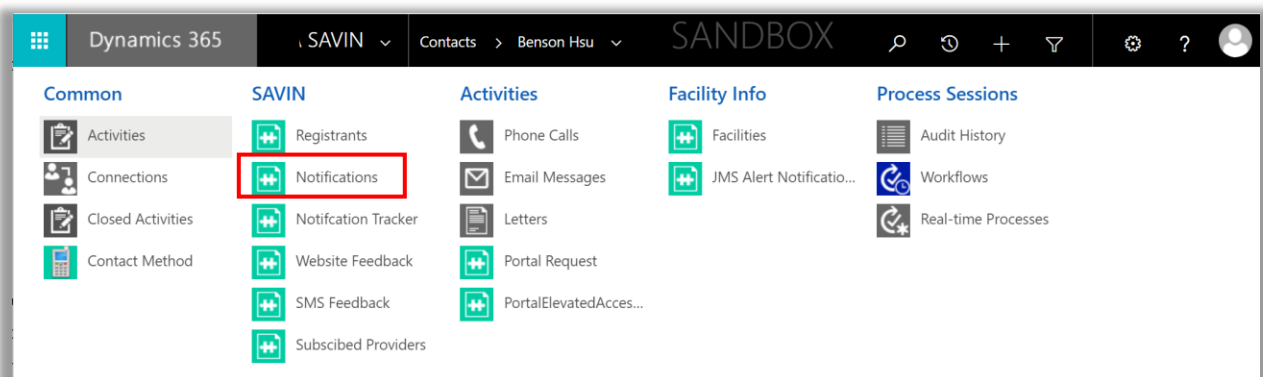 Dynamics 365 SAVIN Contacts > Benson Hsu SANDBOX ?
Common SAVIN Activities Facility Info Process Sessions
Activities Registrants Phone Calls Facilities Audit History
Connections Notifications Email Messages JMS Alert Notificatio... Workflows
Closed Activities Notifcation Tracker Letters Real-time Processes
Contact Method Website Feedback Portal Request
SMS Feedback PortalElevatedAcces...
Subscibed Providers